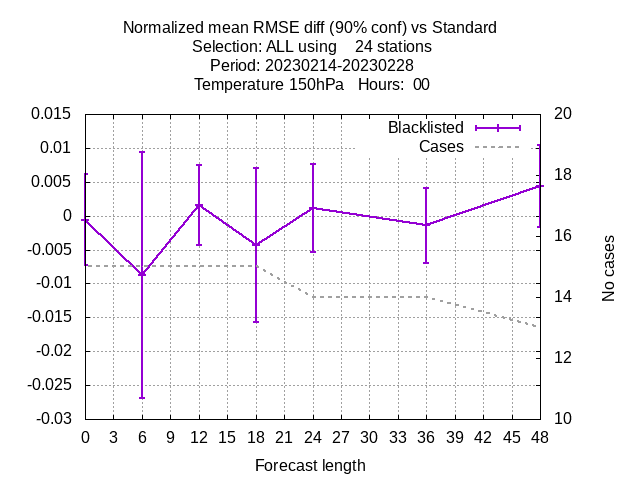 Normalized mean RMSE diff (90% conf) vs Standard
Selection: ALL using    24 stations
Period: 20230214-20230228
Temperature 150hPa   Hours:  00
Blacklisted
Cases
0.015
0.01
0.005
0
-0.005
-0.01
-0.015
-0.02
-0.025
-0.03
20
18
16
14
12
10
No cases
0 3 6 9 12 15 18 21 24 27 30 33 36 39 42 45 48
Forecast length